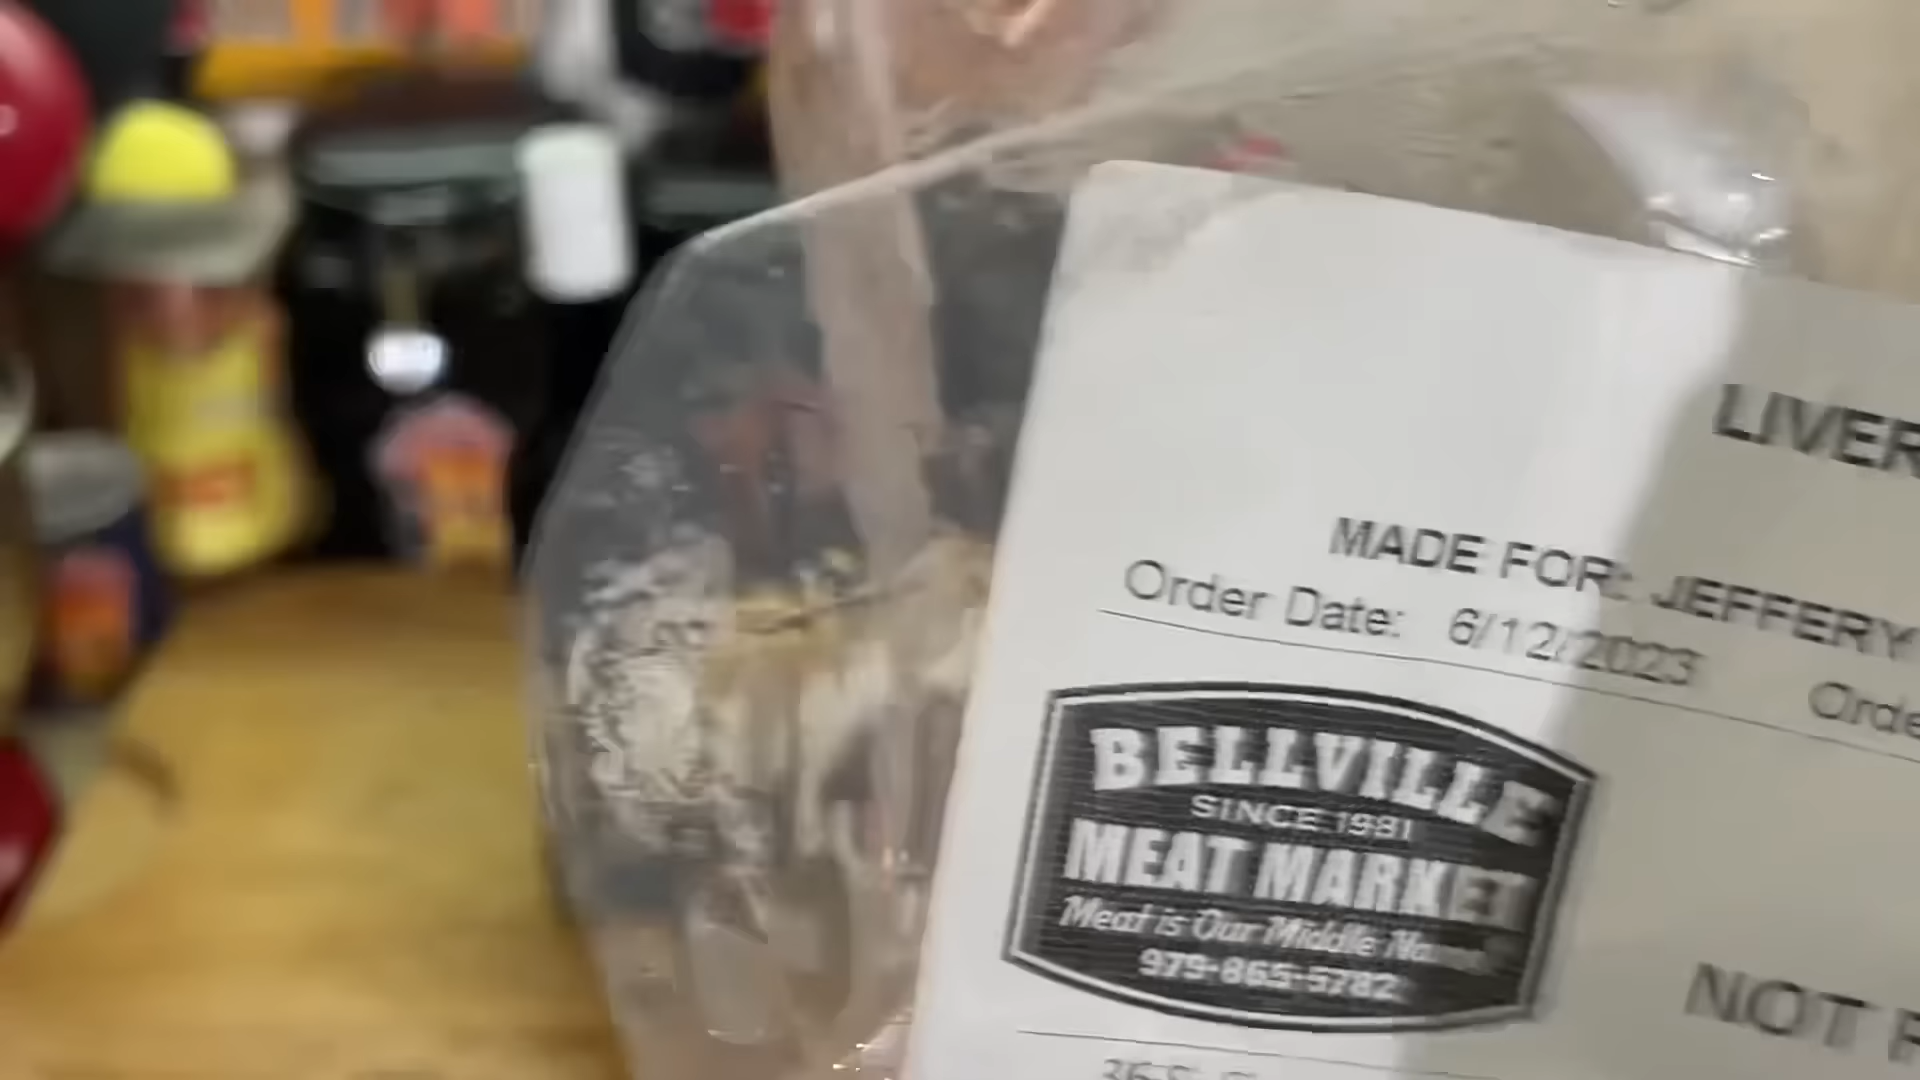 LIVER
MADE FOR: JEFFERY
Order Date: 6/12/2023
Orde
BELLVILLE
SINCE 1981
MEAT MARKET
Meat is Our Middle Name!
979-865-5782
NOT